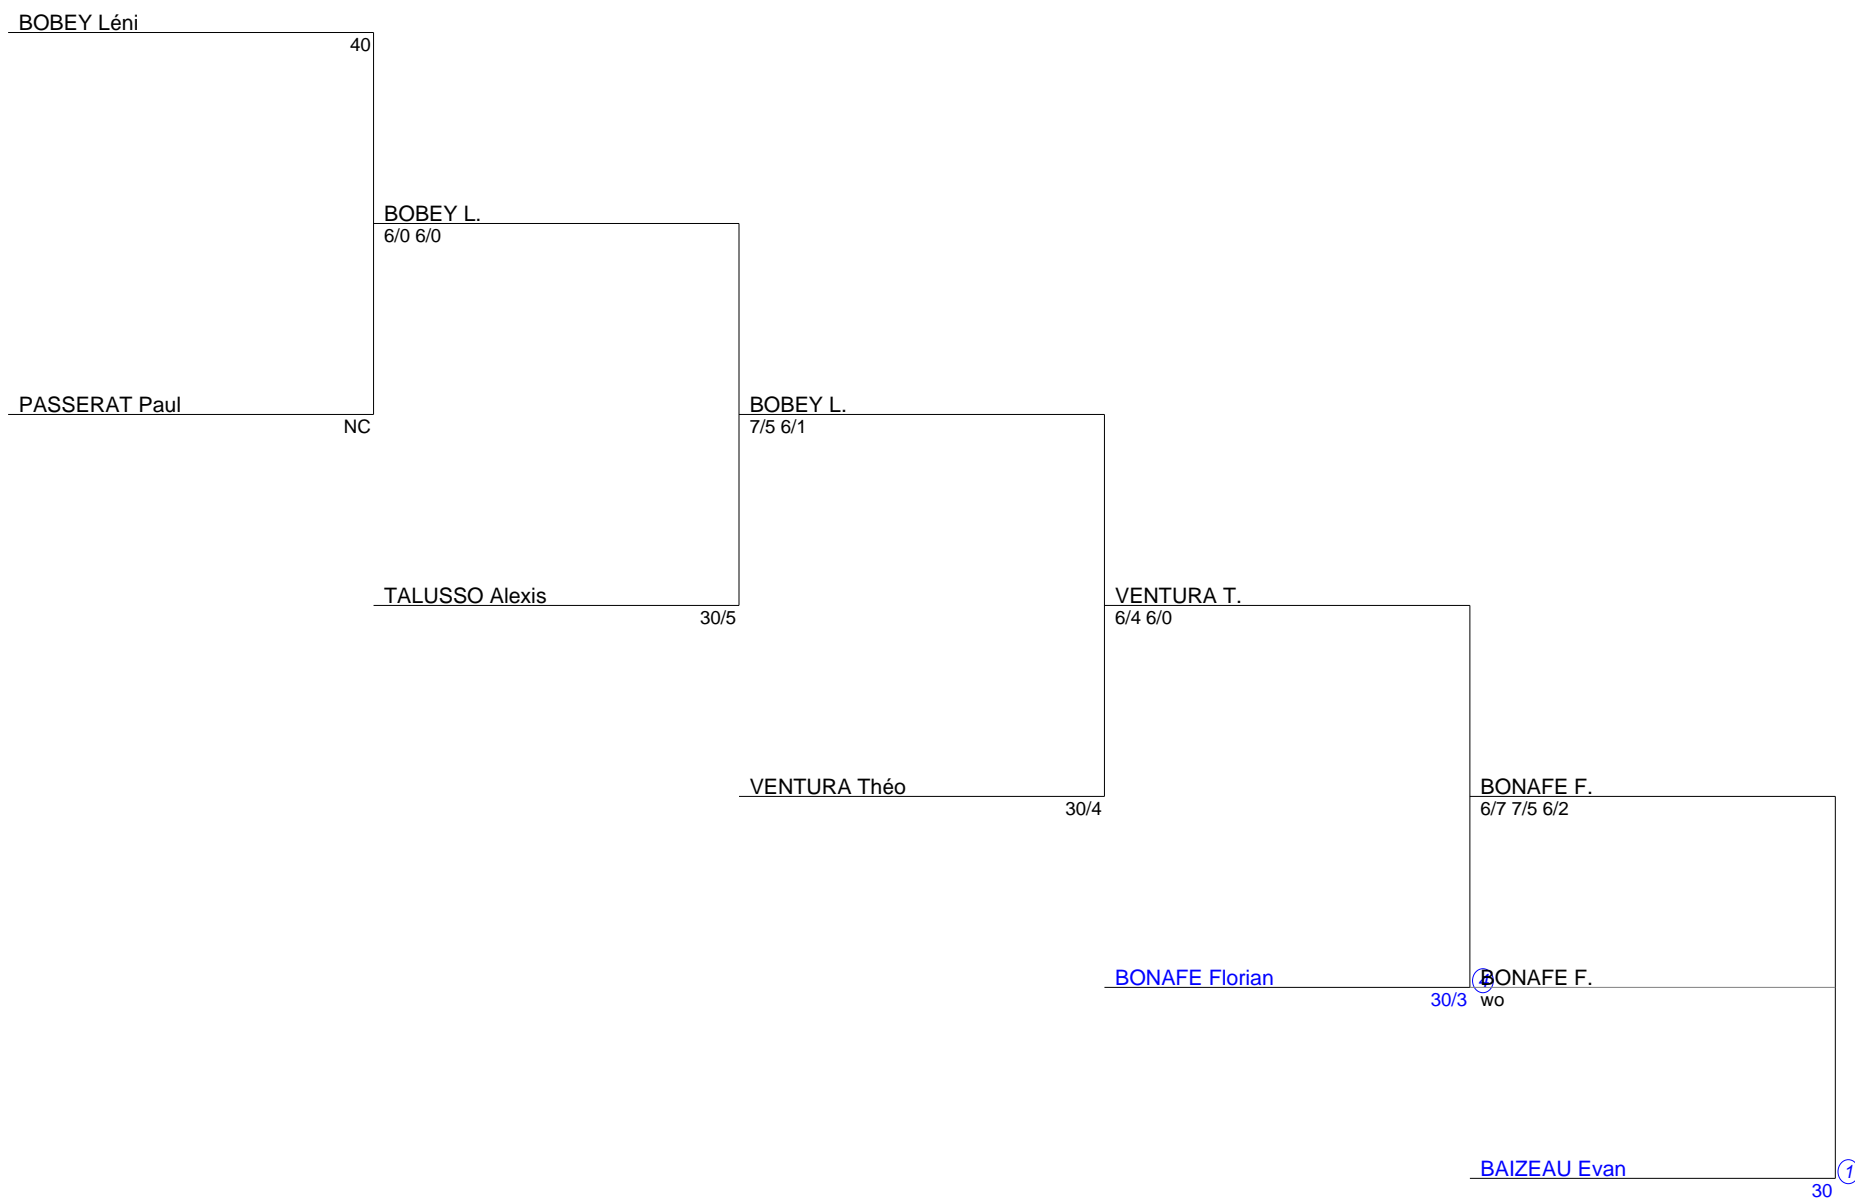 BOBEY Léni
40
BOBEY L.
6/0 6/0
PASSERAT Paul
NC
BOBEY L.
7/5 6/1
TALUSSO Alexis
30/5
VENTURA T.
6/4 6/0
VENTURA Théo
30/4
BONAFE F.
6/7 7/5 6/2
BONAFE Florian
30/3
BONAFE F.
wo
BAIZEAU Evan
1
30